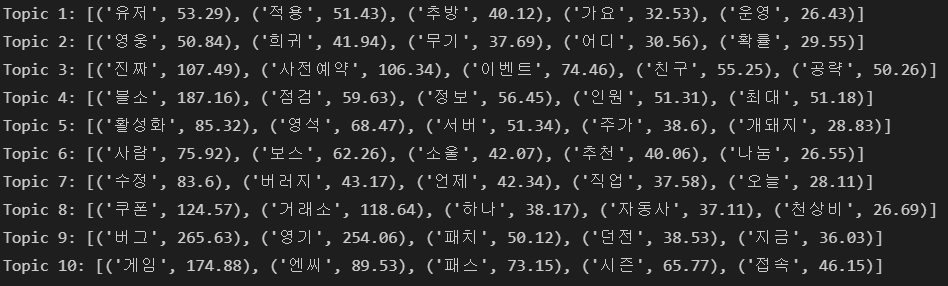 Topic 1: [('유저', 53.29), ('적용', 51.43), ('추방', 40.12), ('가요', 32.53), ('운영', 26.43)]
Topic 2: [('영웅', 50.84), ('희귀', 41.94), ('무기', 37.69), ('어디', 30.56), ('확률', 29.55)]
Topic 3: [('진짜', 107.49), ('사전예약', 106.34), ('이벤트', 74.46), ('친구', 55.25), ('공략', 50.26)]
Topic 4: [('블소', 187.16), ('점검', 59.63), ('정보', 56.45), ('인원', 51.31), ('최대', 51.18)]
Topic 5: [('활성화', 85.32), ('영석', 68.47), ('서버', 51.34), ('주가', 38.6), ('개돼지', 28.83)]
Topic 6: [('사람', 75.92), ('보스', 62.26), ('소울', 42.07), ('추천', 40.06), ('나눔', 26.55)]
Topic 7: [('수정', 83.6), ('버러지', 43.17), ('언제', 42.34), ('직업', 37.58), ('오늘', 28.11)]
Topic 8: [('쿠폰', 124.57), ('거래소', 118.64), ('하나', 38.17), ('자동사', 37.11), ('천상비', 26.69)]
Topic 9: [('버그', 265.63), ('영기', 254.06), ('패치', 50.12), ('던전', 38.53), ('지금', 36.03)]
Topic 10: [('게임', 174.88), ('엔씨', 89.53), ('패스', 73.15), ('시즌', 65.77), ('접속', 46.15)]